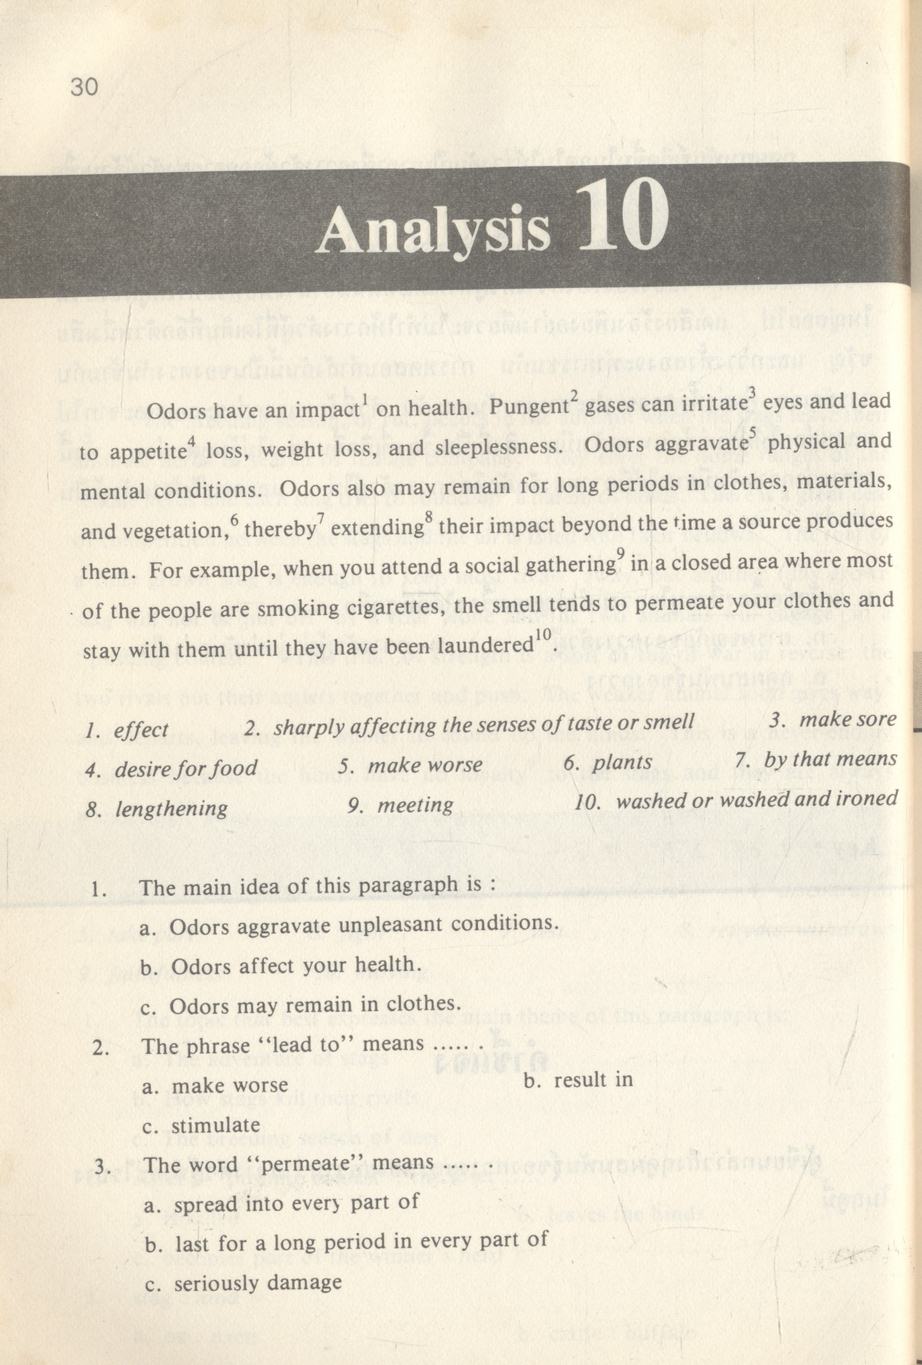 30
Analysis 10
Odors have an impact1 on health. Pungent2 gases can irritate3 eyes and lead
to appetite4 loss, weight loss, and sleeplessness. Odors aggravate5 physical and
mental conditions. Odors also may remain for long periods in clothes, materials,
and vegetation,6 thereby7 extending8 their impact beyond the time a source produces
them. For example, when you attend a social gathering9 in a closed area where most
of the people are smoking cigarettes, the smell tends to permeate your clothes and
stay with them until they have been laundered10.
1. effect 2. sharply affecting the senses of taste or smell 3. make sore
4. desire for food 5. make worse 6. plants 7. by that means
8. lengthening 9. meeting 10. washed or washed and ironed
1. The main idea of this paragraph is :
a. Odors aggravate unpleasant conditions.
b. Odors affect your health.
c. Odors may remain in clothes.
2. The phrase “lead to” means ..... .
a. make worse b. result in
c. stimulate
3. The word “permeate” means ..... .
a. spread into every part of
b. last for a long period in every part of
c. seriously damage